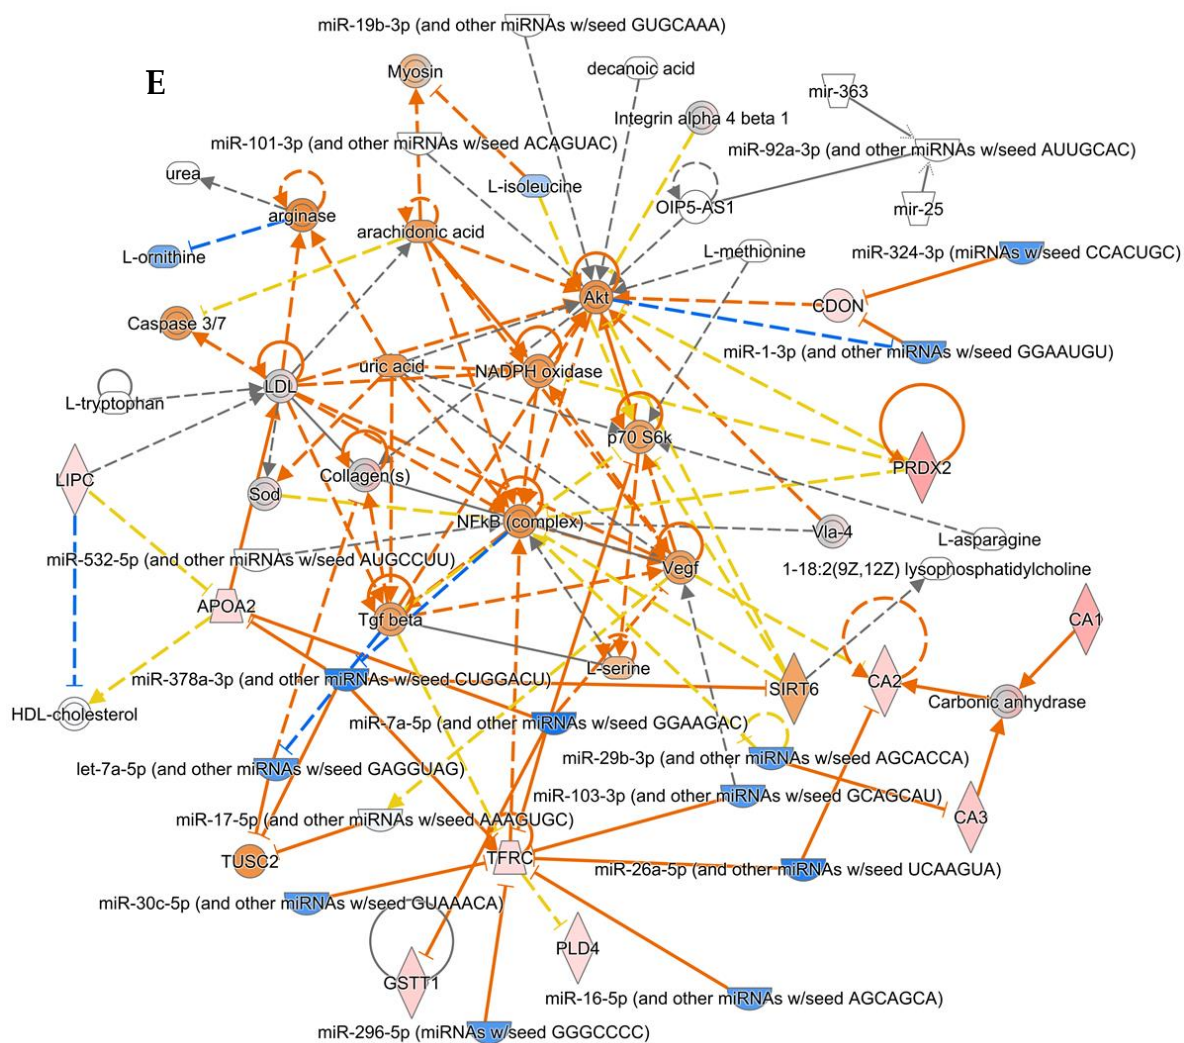 miR-19b-3p (and other miRNAs w/seed GUGCAAA)
E
Myosin
decanoic acid
mir-363
Integrin alpha 4 beta 1
miR-101-3p (and other miRNAs w/seed ACAGUAC)
miR-92a-3p (and other miRNAs w/seed AUUGCAC)
urea
L-isoleucine
arginase
OIP5-AS1
mir-25
arachidonic acid
L-ornithine
L-methionine
miR-324-3p (miRNAs w/seed CCACUGC)
Akt
CDON
Caspase 3/7
miR-1-3p (and other miRNAs w/seed GGAAUGU)
uric acid
NADPH oxidase
LDL
L-tryptophan
p70 S6k
PRDX2
LIPC
Collagen(s)
Sod
NFkB (complex)
Vla-4
L-asparagine
miR-532-5p (and other miRNAs w/seed AUGCCUU)
Vegf
1-18:2(9Z,12Z) lysophosphatidylcholine
APOA2
CA1
Tgf beta
L-serine
miR-378a-3p (and other miRNAs w/seed CUGGACU)
SIRT6
CA2
Carbonic anhydrase
HDL-cholesterol
miR-7a-5p (and other miRNAs w/seed GGAAGAC)
miR-29b-3p (and other miRNAs w/seed AGCACCA)
let-7a-5p (and other miRNAs w/seed GAGGUAG)
miR-103-3p (and other miRNAs w/seed GCAGCAU)
miR-17-5p (and other miRNAs w/seed AAAGUGC)
CA3
TUSC2
TFRC
miR-26a-5p (and other miRNAs w/seed UCAAGUA)
miR-30c-5p (and other miRNAs w/seed GUAAACA)
PLD4
GSTT1
miR-16-5p (and other miRNAs w/seed AGCAGCA)
miR-296-5p (miRNAs w/seed GGGCCCC)